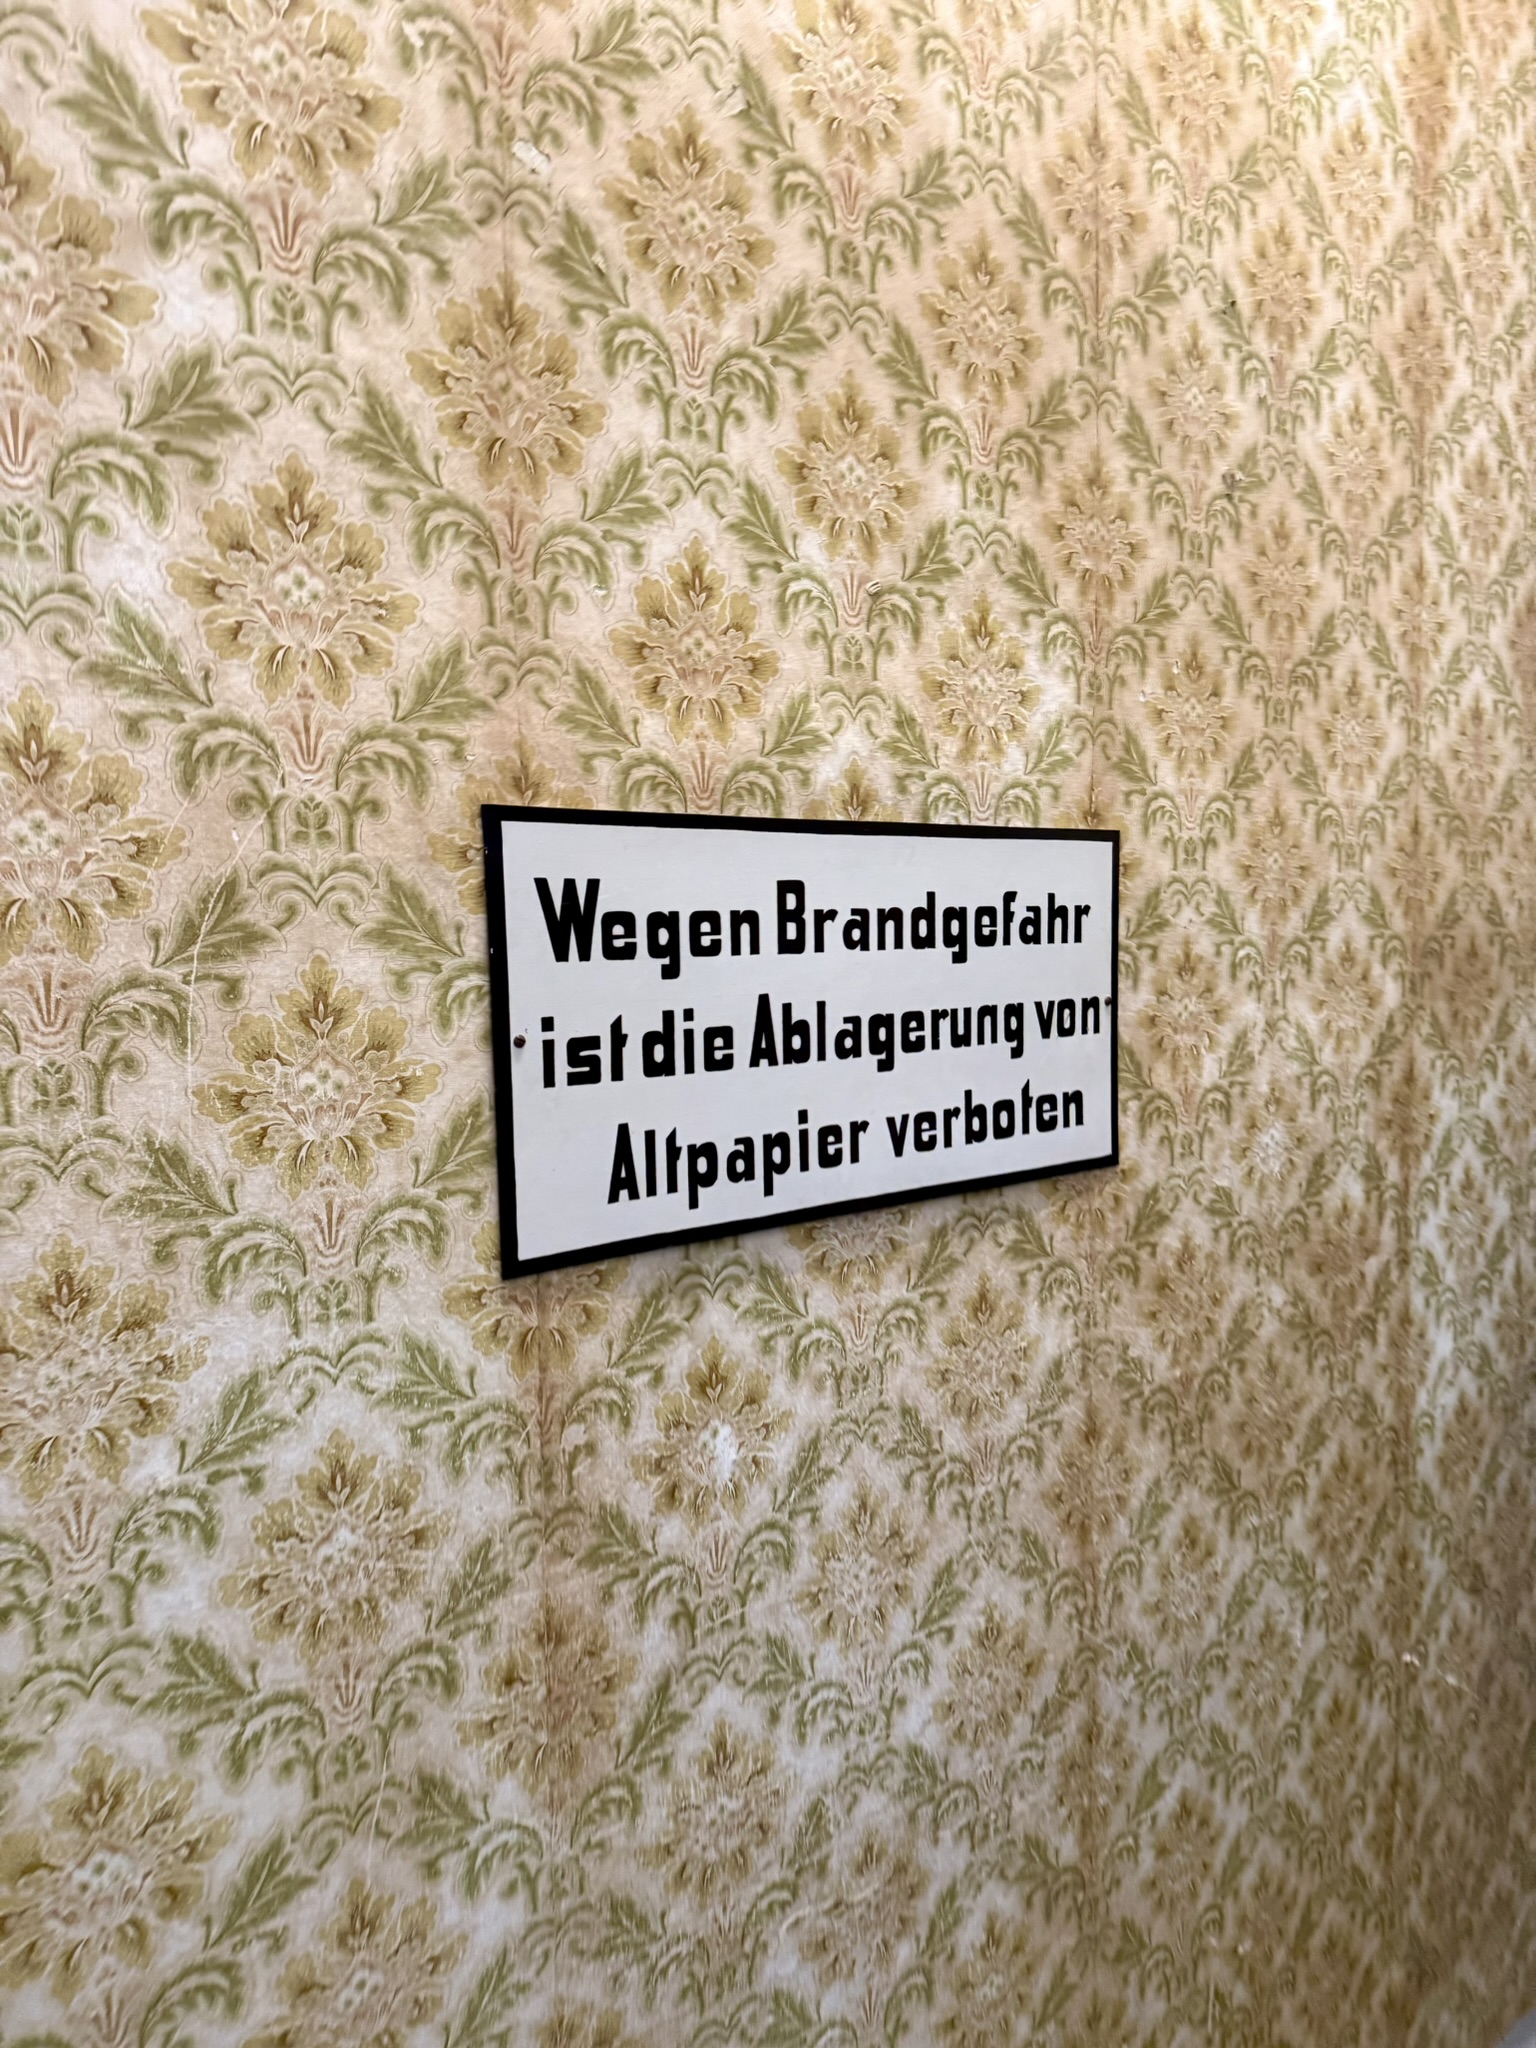 Wegen Brandgefahr
ist die Ablagerung von
Altpapier verboten